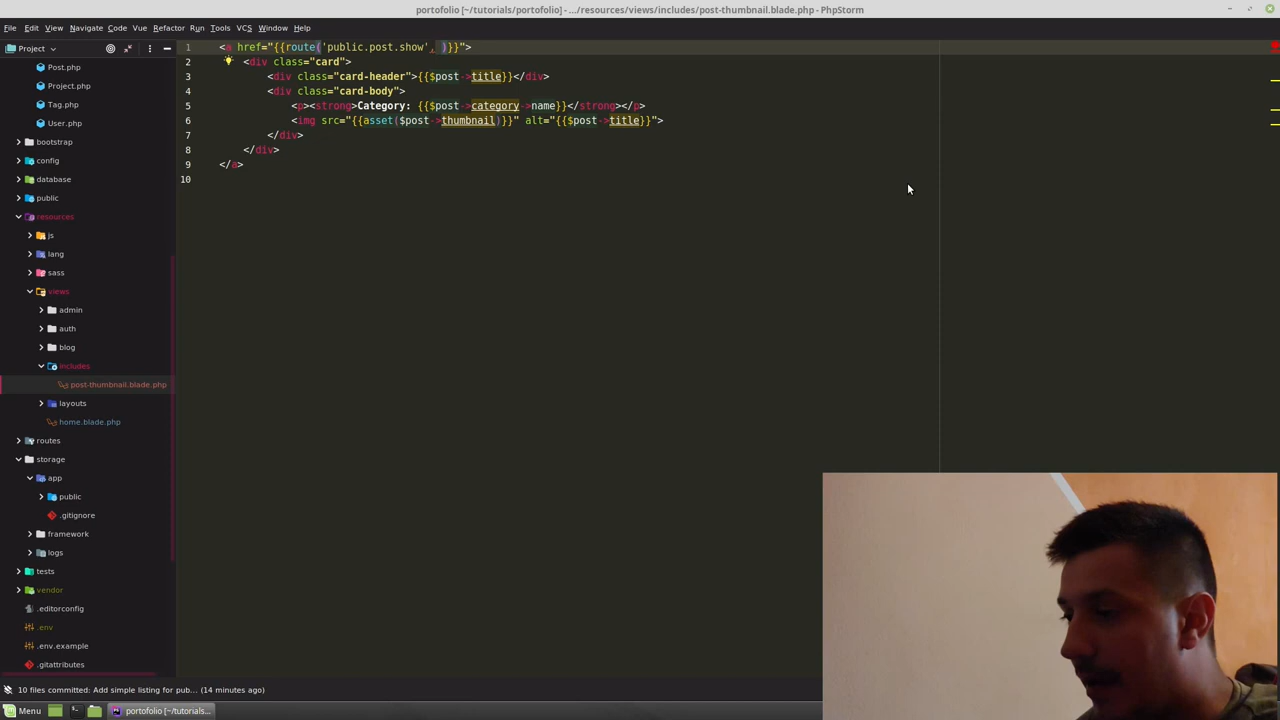 portofolio [~/tutorials/portofolio] - .../resources/views/includes/post-thumbnail.blade.php - PhpStorm
File Edit View Navigate Code Vue Refactor Run Tools VCS Window Help
Project
Post.php
Project.php
Tag.php
User.php
bootstrap
config
database
public
resources
js
lang
sass
views
admin
auth
blog
includes
post-thumbnail.blade.php
layouts
home.blade.php
routes
storage
app
public
.gitignore
framework
logs
tests
vendor
.editorconfig
.env
.env.example
.gitattributes
1 <a href="{{route('public.post.show', )}}">
2 <div class="card">
3 <div class="card-header">{{$post->title}}</div>
4 <div class="card-body">
5 <p><strong>Category: {{$post->category->name}}</strong></p>
6 <img src="{{asset($post->thumbnail)}}" alt="{{$post->title}}">
7 </div>
8 </div>
9 </a>
10
10 files committed: Add simple listing for pub... (14 minutes ago)
Menu
portofolio [~/tutorials...